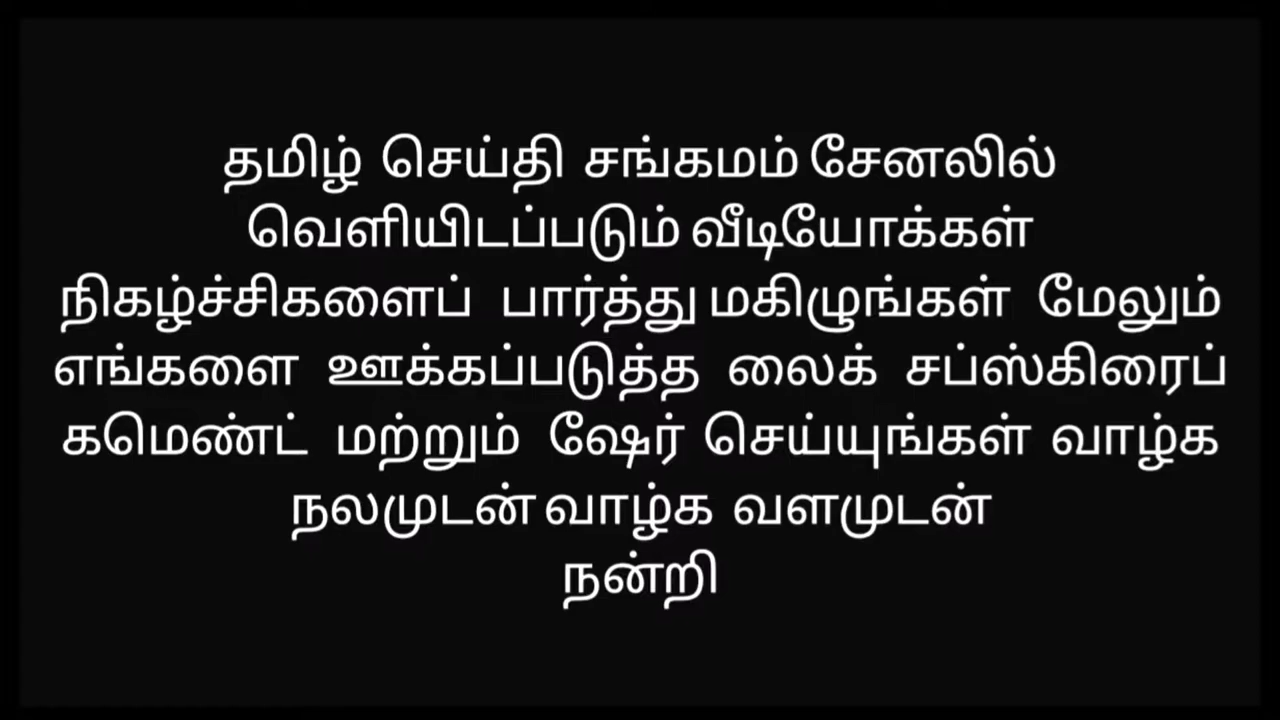 தமிழ் செய்தி சங்கமம் சேனலில்
வெளியிடப்படும் வீடியோக்கள்
நிகழ்ச்சிகளைப் பார்த்து மகிழுங்கள் மேலும்
எங்களை ஊக்கப்படுத்த லைக் சப்ஸ்கிரைப்
கமெண்ட் மற்றும் ஷேர் செய்யுங்கள் வாழ்க
நலமுடன் வாழ்க வளமுடன்
நன்றி